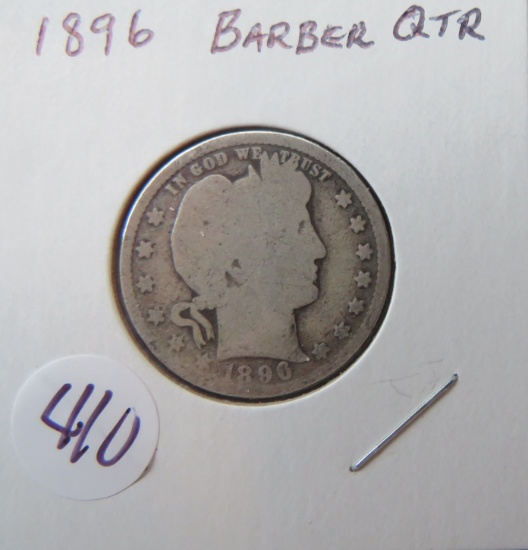 1896 BARBER QTR
IN GOD WE TRUST
1896
410